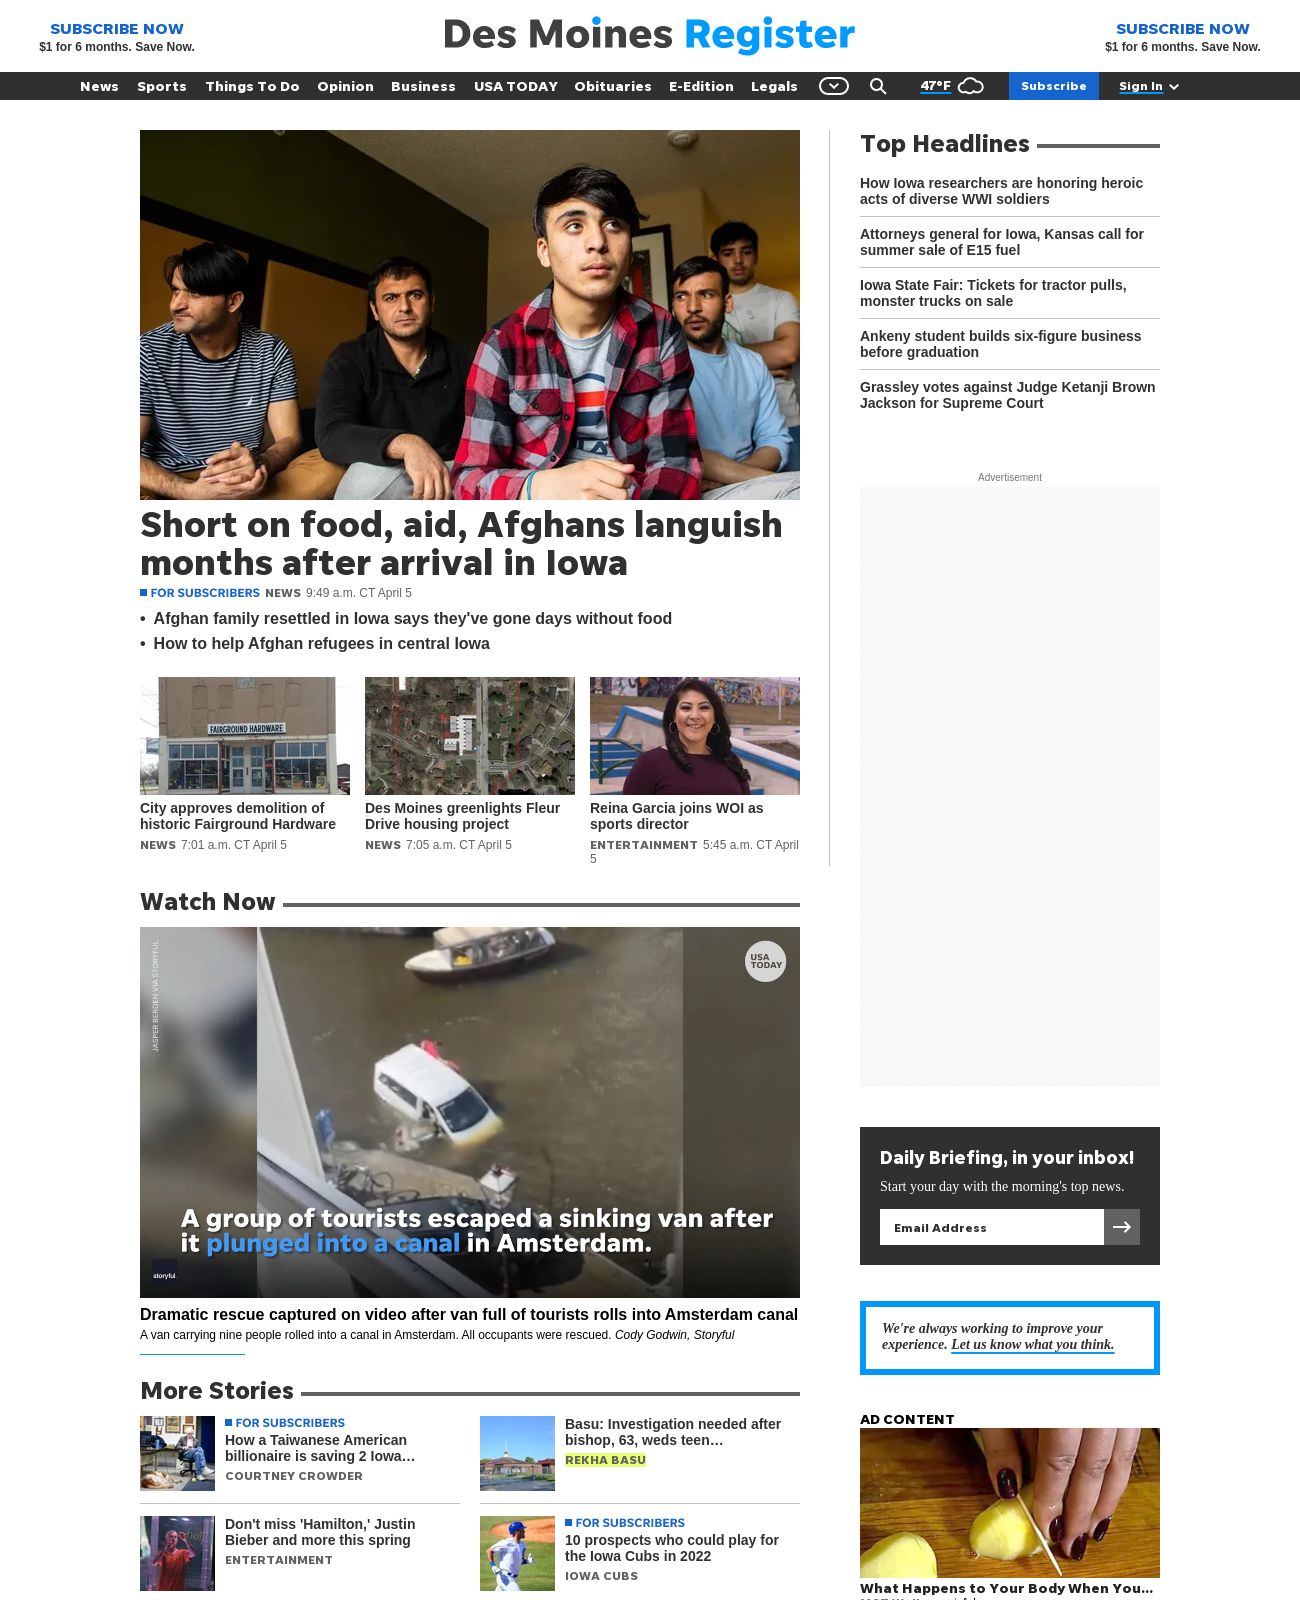 SUBSCRIBE NOW
$1 for 6 months. Save Now.
Des Moines Register
SUBSCRIBE NOW
$1 for 6 months. Save Now.
News Sports Things To Do Opinion Business USA TODAY Obituaries E-Edition Legals 47°F Subscribe Sign In
Short on food, aid, Afghans languish
months after arrival in Iowa
FOR SUBSCRIBERS NEWS 9:49 a.m. CT April 5
• Afghan family resettled in Iowa says they've gone days without food
• How to help Afghan refugees in central Iowa
FAIRGROUND HARDWARE
City approves demolition of
historic Fairground Hardware
NEWS 7:01 a.m. CT April 5
Des Moines greenlights Fleur
Drive housing project
NEWS 7:05 a.m. CT April 5
Reina Garcia joins WOI as
sports director
ENTERTAINMENT 5:45 a.m. CT April
5
Top Headlines
How Iowa researchers are honoring heroic
acts of diverse WWI soldiers
Attorneys general for Iowa, Kansas call for
summer sale of E15 fuel
Iowa State Fair: Tickets for tractor pulls,
monster trucks on sale
Ankeny student builds six-figure business
before graduation
Grassley votes against Judge Ketanji Brown
Jackson for Supreme Court
Advertisement
Watch Now
JASPER BERDEN VIA STORYFUL
USA
TODAY
A group of tourists escaped a sinking van after
it plunged into a canal in Amsterdam.
storyful.
Dramatic rescue captured on video after van full of tourists rolls into Amsterdam canal
A van carrying nine people rolled into a canal in Amsterdam. All occupants were rescued. Cody Godwin, Storyful
Daily Briefing, in your inbox!
Start your day with the morning's top news.
Email Address
We're always working to improve your
experience. Let us know what you think.
More Stories
FOR SUBSCRIBERS
How a Taiwanese American
billionaire is saving 2 Iowa…
COURTNEY CROWDER
Basu: Investigation needed after
bishop, 63, weds teen…
REKHA BASU
Don't miss 'Hamilton,' Justin
Bieber and more this spring
ENTERTAINMENT
FOR SUBSCRIBERS
10 prospects who could play for
the Iowa Cubs in 2022
IOWA CUBS
AD CONTENT
What Happens to Your Body When You...